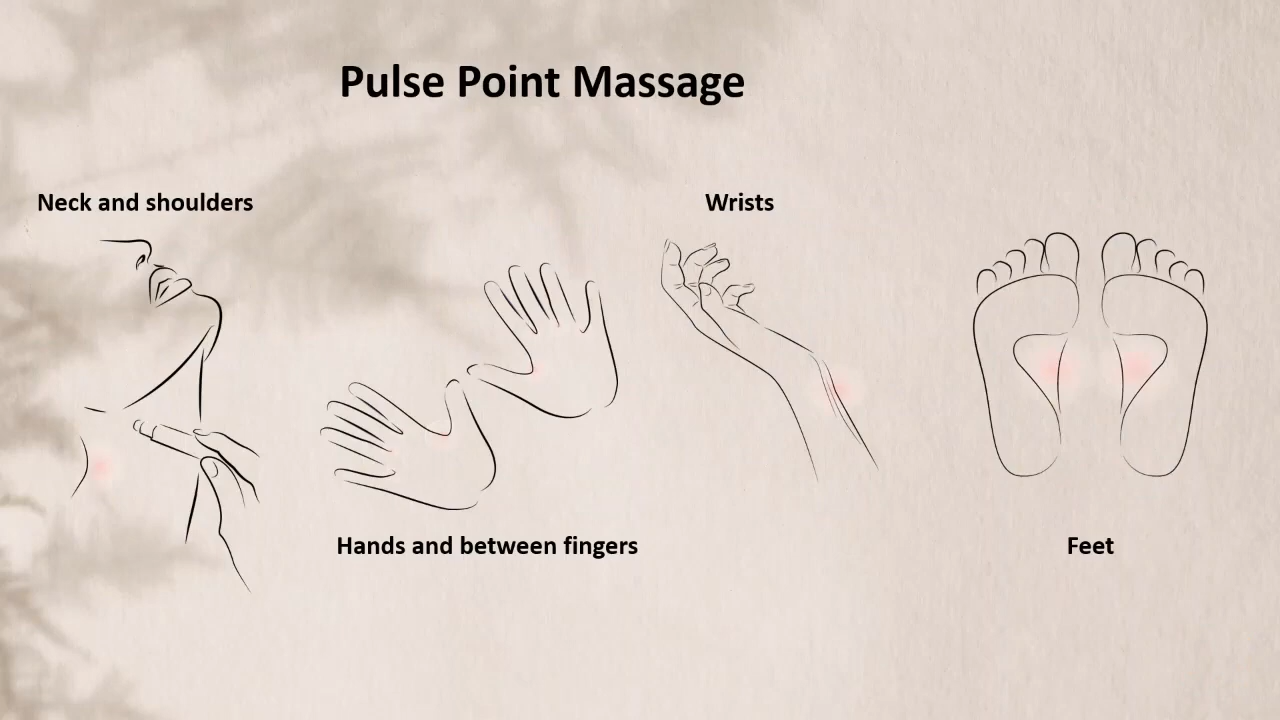 Pulse Point Massage
Neck and shoulders
Wrists
Hands and between fingers
Feet